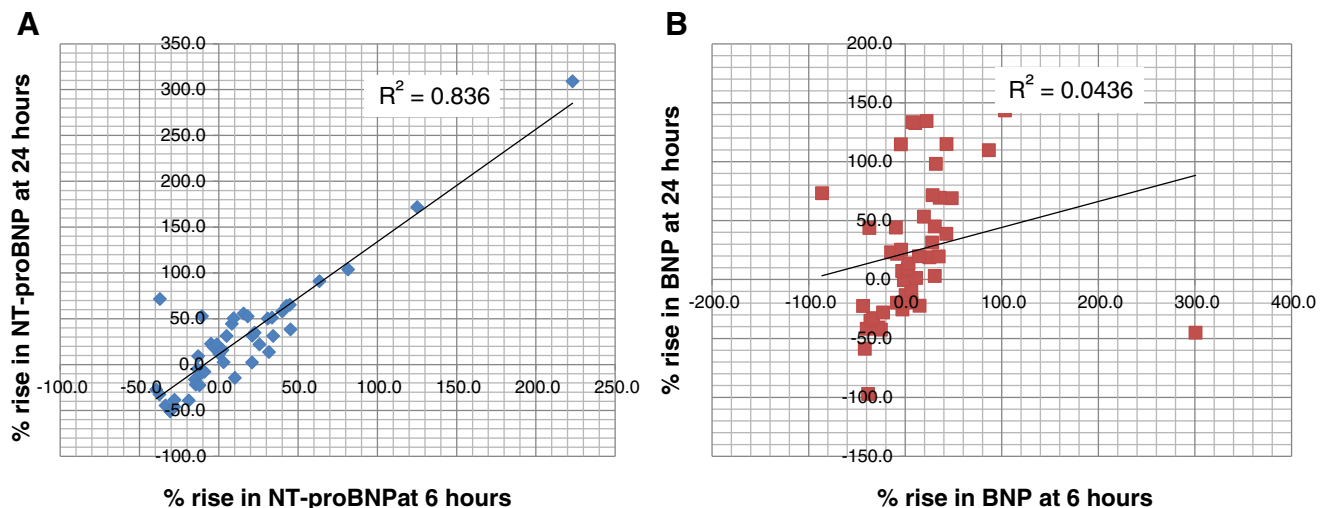 A
% rise in NT-proBNP at 24 hours
350.0
300.0
250.0
200.0
150.0
100.0
50.0
0.0
-50.0
-100.0
-100.0 -50.0 0.0 50.0 100.0 150.0 200.0 250.0
R² = 0.836
% rise in NT-proBNPat 6 hours
B
% rise in BNP at 24 hours
200.0
150.0
100.0
50.0
0.0
-50.0
-100.0
-150.0
-200.0 -100.0 0.0 100.0 200.0 300.0 400.0
R² = 0.0436
% rise in BNP at 6 hours